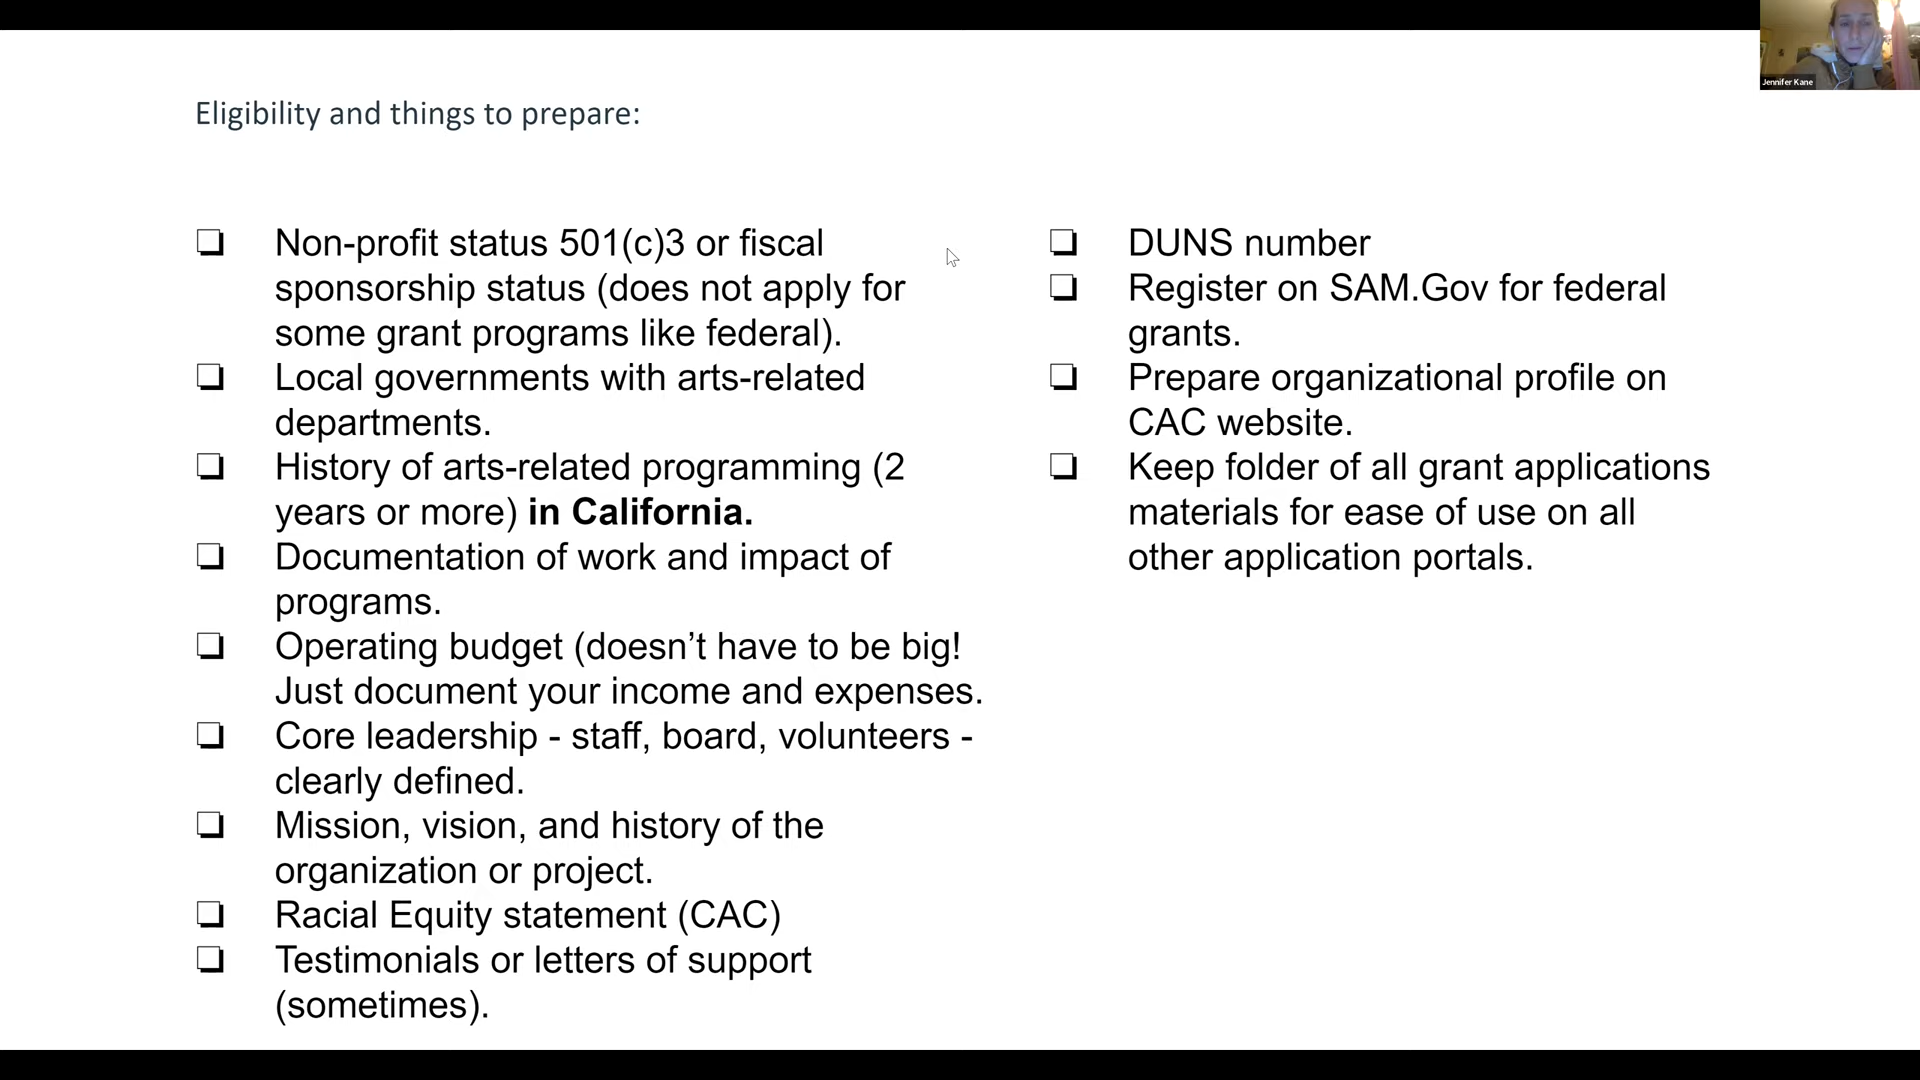 Jennifer Kane
Eligibility and things to prepare:
Non-profit status 501(c)3 or fiscal
sponsorship status (does not apply for
some grant programs like federal).
Local governments with arts-related
departments.
History of arts-related programming (2
years or more) in California.
Documentation of work and impact of
programs.
Operating budget (doesn’t have to be big!
Just document your income and expenses.
Core leadership - staff, board, volunteers -
clearly defined.
Mission, vision, and history of the
organization or project.
Racial Equity statement (CAC)
Testimonials or letters of support
(sometimes).
DUNS number
Register on SAM.Gov for federal
grants.
Prepare organizational profile on
CAC website.
Keep folder of all grant applications
materials for ease of use on all
other application portals.